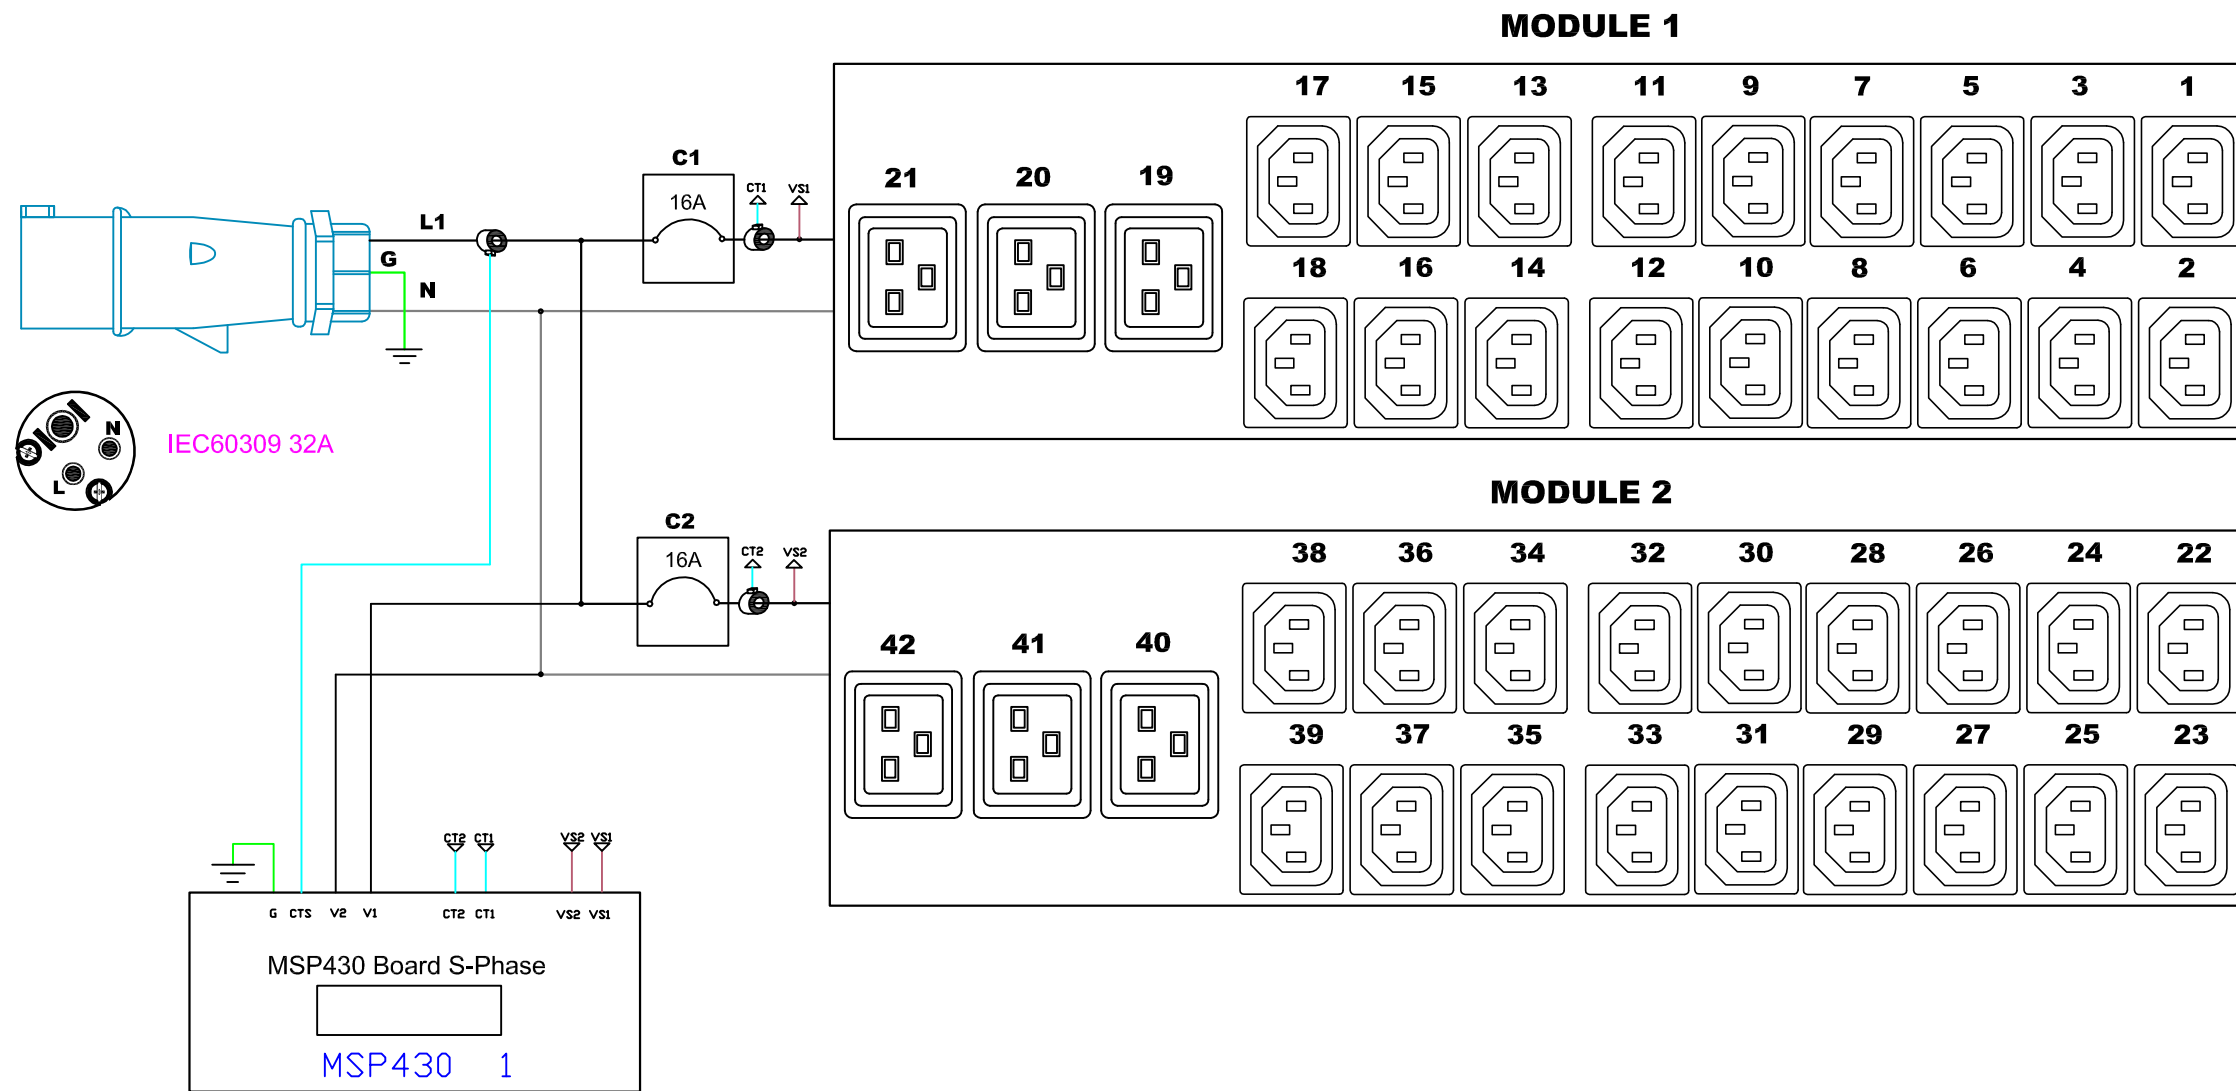 MODULE 1
17 15 13 11 9 7 5 3 1
21 20 19
18 16 14 12 10 8 6 4 2
C1
16A
CT1 VS1
L1
G
N
N
L
IEC60309 32A
MODULE 2
38 36 34 32 30 28 26 24 22
42 41 40
39 37 35 33 31 29 27 25 23
C2
16A
CT2 VS2
CT2 CT1 VS2 VS1
G CTS V2 V1 CT2 CT1 VS2 VS1
MSP430 Board S-Phase
MSP430 1